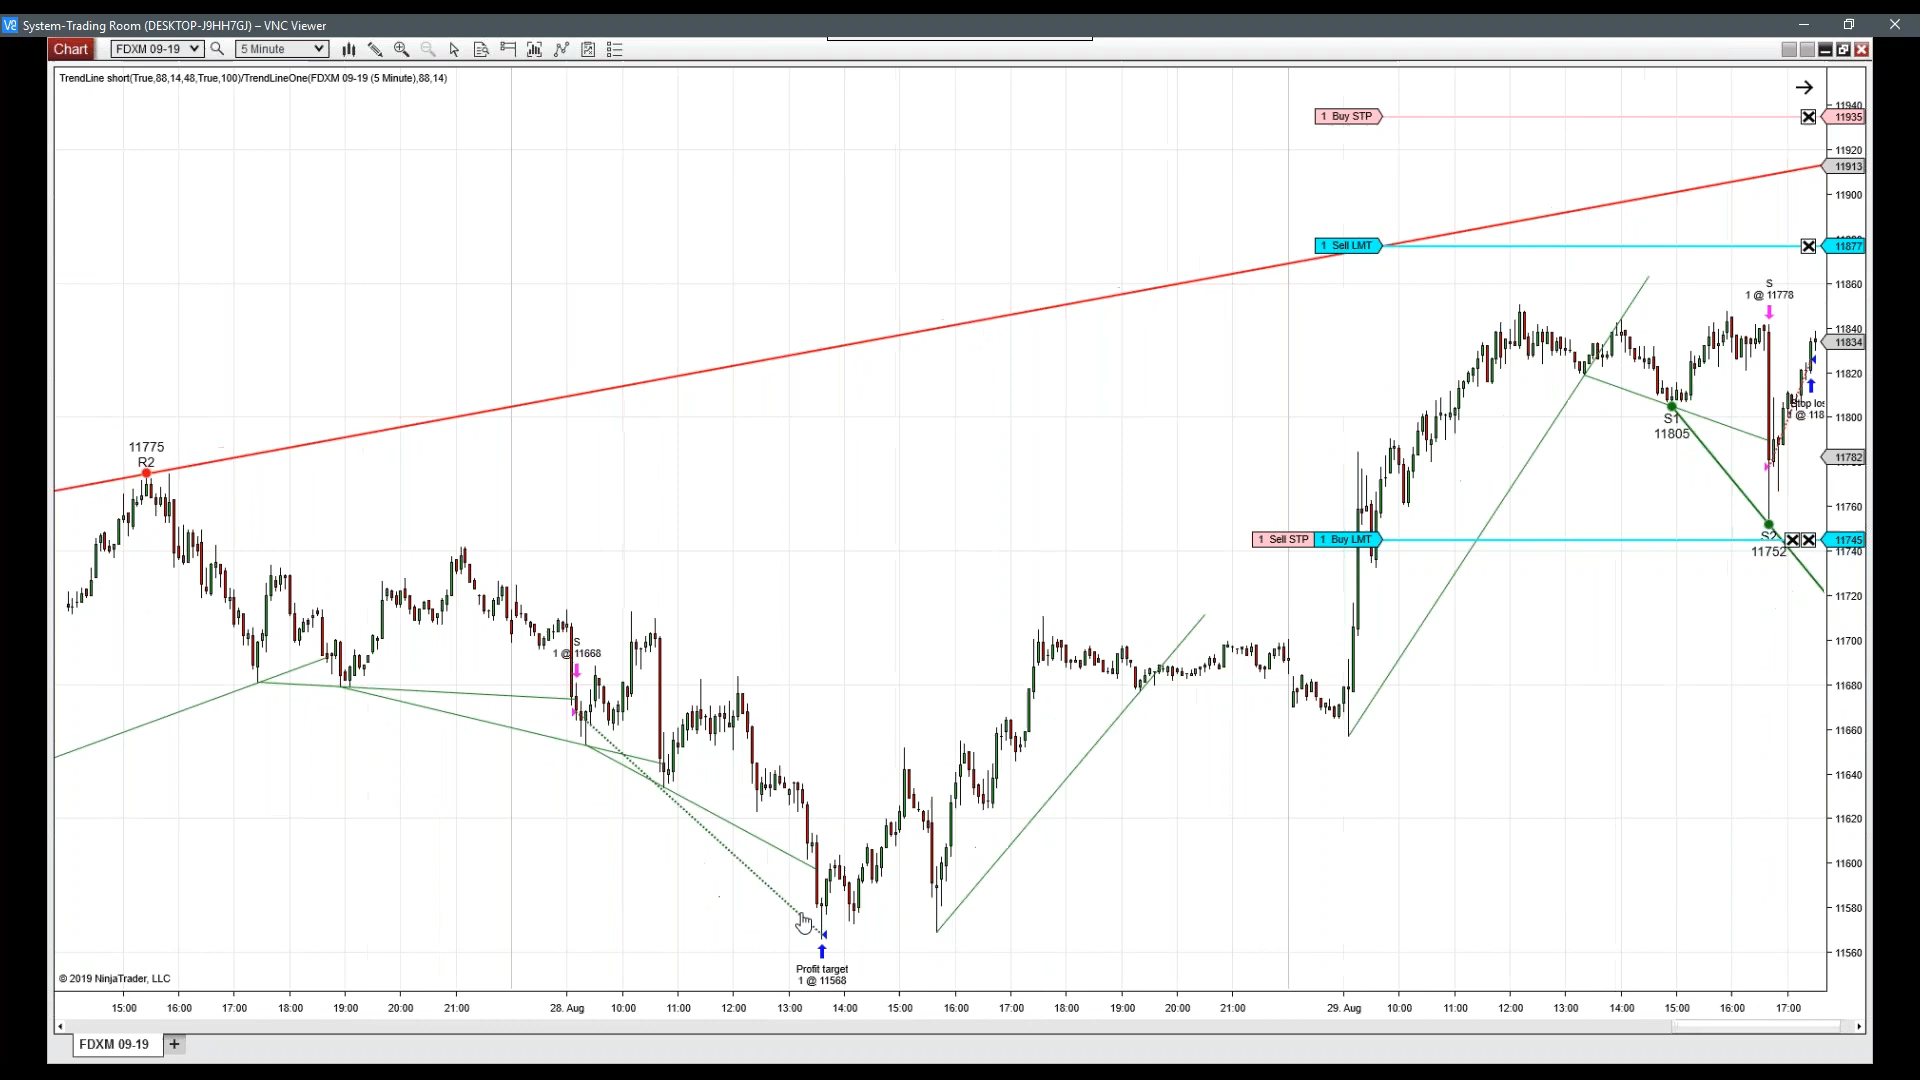 System-Trading Room (DESKTOP-J9HH7GJ) – VNC Viewer
Chart FDXM 09-19 5 Minute
TrendLine short(True,88,14,48,True,100)/TrendLineOne(FDXM 09-19 (5 Minute),88,14)
11940
1 Buy STP 11935
11920
11913
11900
1 Sell LMT 11877
11860
S
1 @ 11778
11840
11834
11820
Stop los
@ 118
11800
S1
11805
11775
R2
11782
11760
1 Sell STP 1 Buy LMT 11745
S2
11752
11740
11720
11700
S
1 @ 11668
11680
11660
11640
11620
11600
11580
11560
Profit target
1 @ 11568
© 2019 NinjaTrader, LLC
15:00 16:00 17:00 18:00 19:00 20:00 21:00 28. Aug 10:00 11:00 12:00 13:00 14:00 15:00 16:00 17:00 18:00 19:00 20:00 21:00 29. Aug 10:00 11:00 12:00 13:00 14:00 15:00 16:00 17:00
FDXM 09-19 +